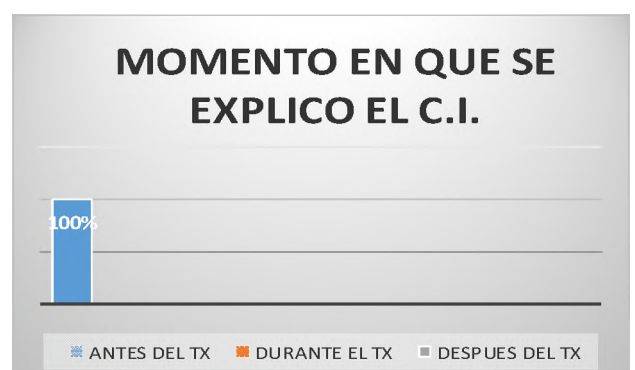 MOMENTO EN QUE SE
EXPLICO EL C.I.
100%
ANTES DEL TX DURANTE EL TX DESPUES DEL TX